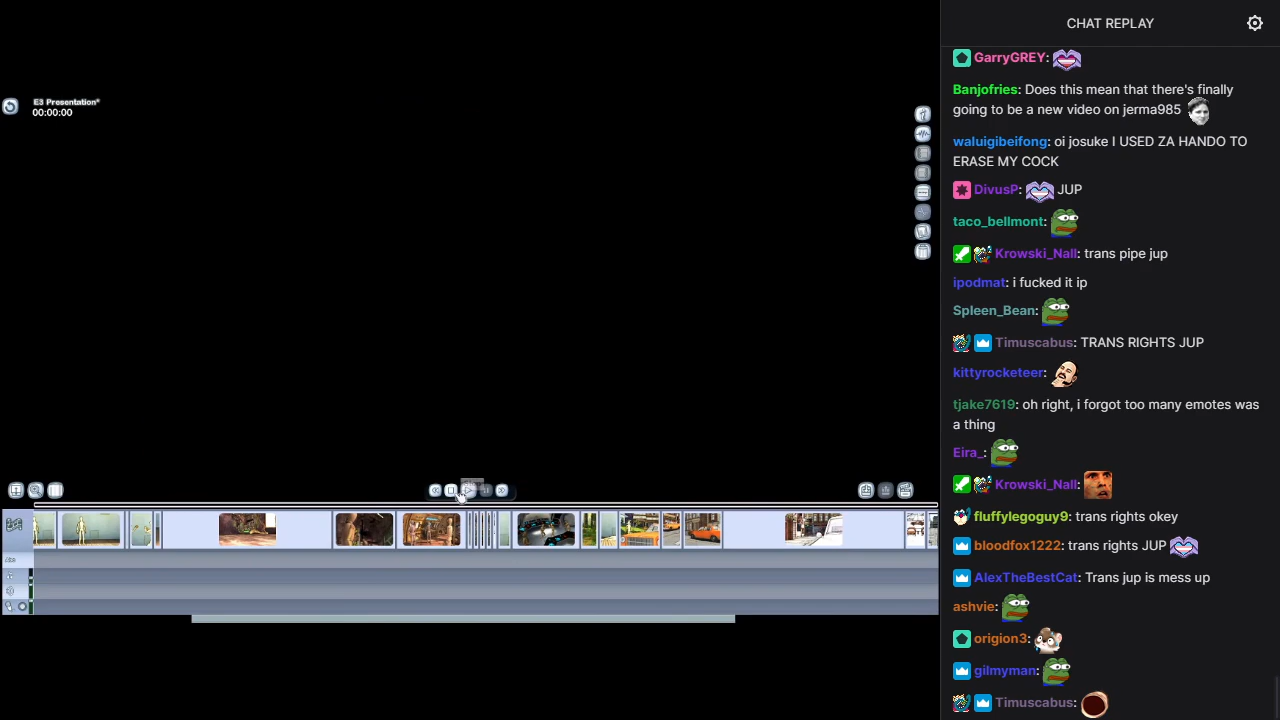 E3 Presentation*
00:00:00
CHAT REPLAY
GarryGREY:
Banjofries: Does this mean that there's finally
going to be a new video on jerma985
waluigibeifong: oi josuke I USED ZA HANDO TO
ERASE MY COCK
DivusP: JUP
taco_bellmont:
Krowski_Nall: trans pipe jup
ipodmat: i fucked it ip
Spleen_Bean:
Timuscabus: TRANS RIGHTS JUP
kittyrocketeer:
tjake7619: oh right, i forgot too many emotes was
a thing
Eira_:
Krowski_Nall:
fluffylegoguy9: trans rights okey
bloodfox1222: trans rights JUP
AlexTheBestCat: Trans jup is mess up
ashvie:
origion3:
gilmyman:
Timuscabus: